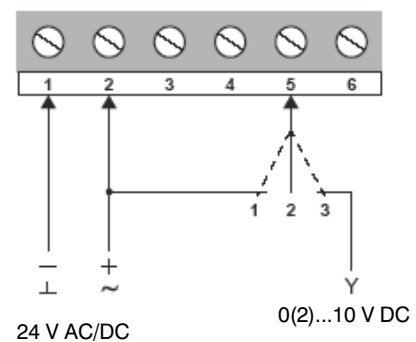 1 2 3 4 5 6
1 2 3
− + Y
⊥ ~
0(2)...10 V DC
24 V AC/DC